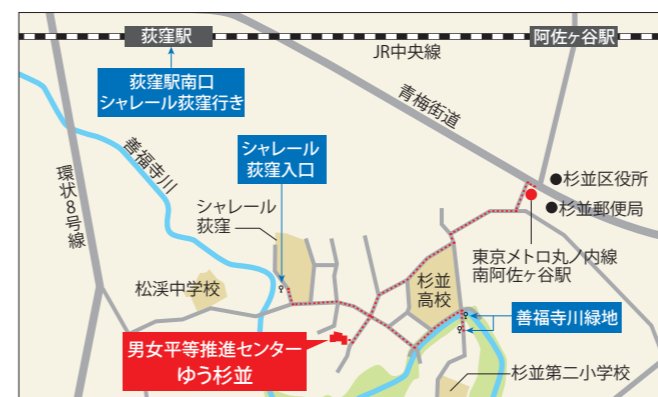 荻窪駅
阿佐ヶ谷駅
JR中央線
荻窪駅南口
シャレール荻窪行き
青梅街道
善福寺川
シャレール
荻窪入口
環状8号線
●杉並区役所
●杉並郵便局
シャレール
荻窪
東京メトロ丸ノ内線
南阿佐ヶ谷駅
松渓中学校
杉並
高校
善福寺川緑地
男女平等推進センター
ゆう杉並
杉並第二小学校